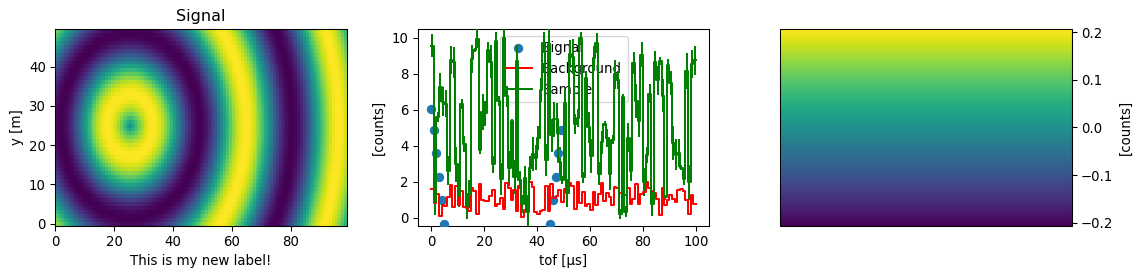 Signal
y [m]
40
30
20
10
0
0 20 40 60 80
This is my new label!
[counts]
10
8
6
4
2
0
Signal
Background
Sample
0 20 40 60 80 100
tof [µs]
0.2
0.1
0.0
−0.1
−0.2
[counts]